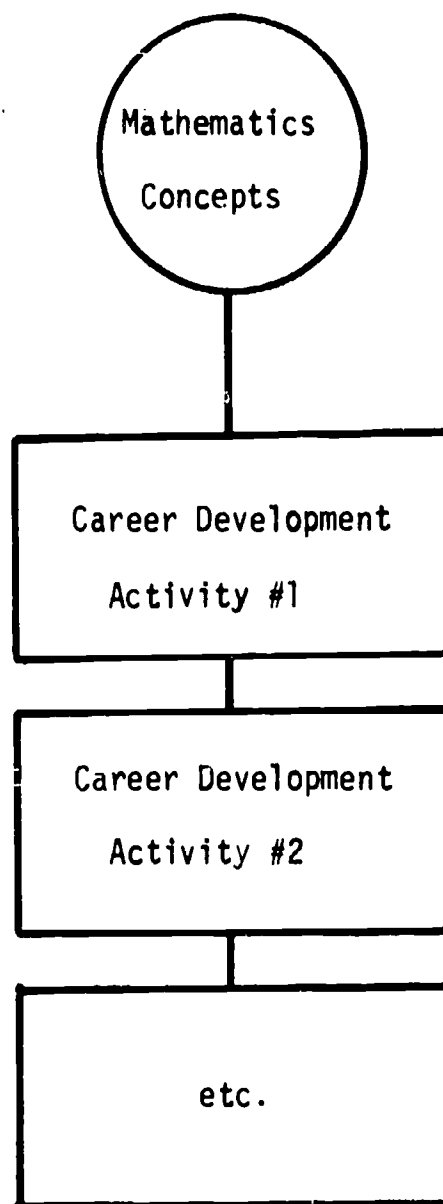 Mathematics
Concepts
Career Development
Activity #1
Career Development
Activity #2
etc.